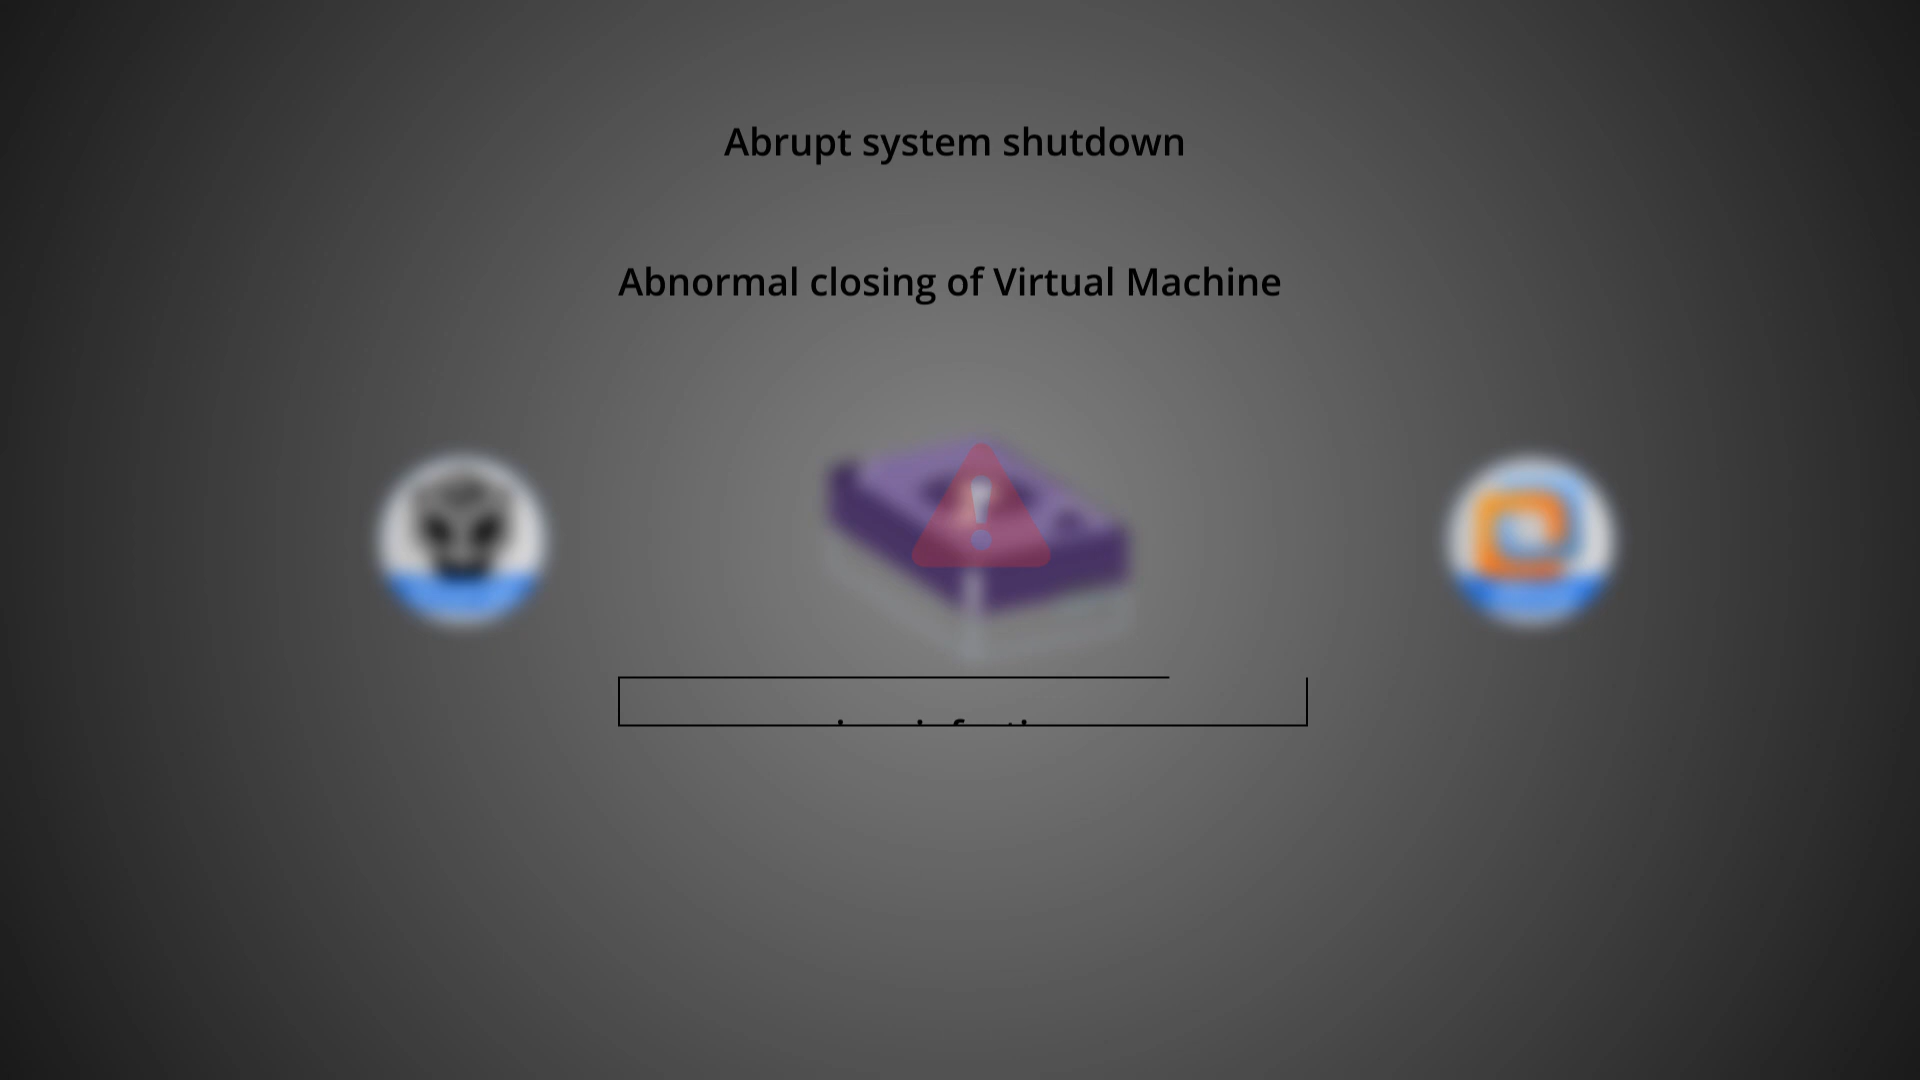 Abrupt system shutdown
Abnormal closing of Virtual Machine